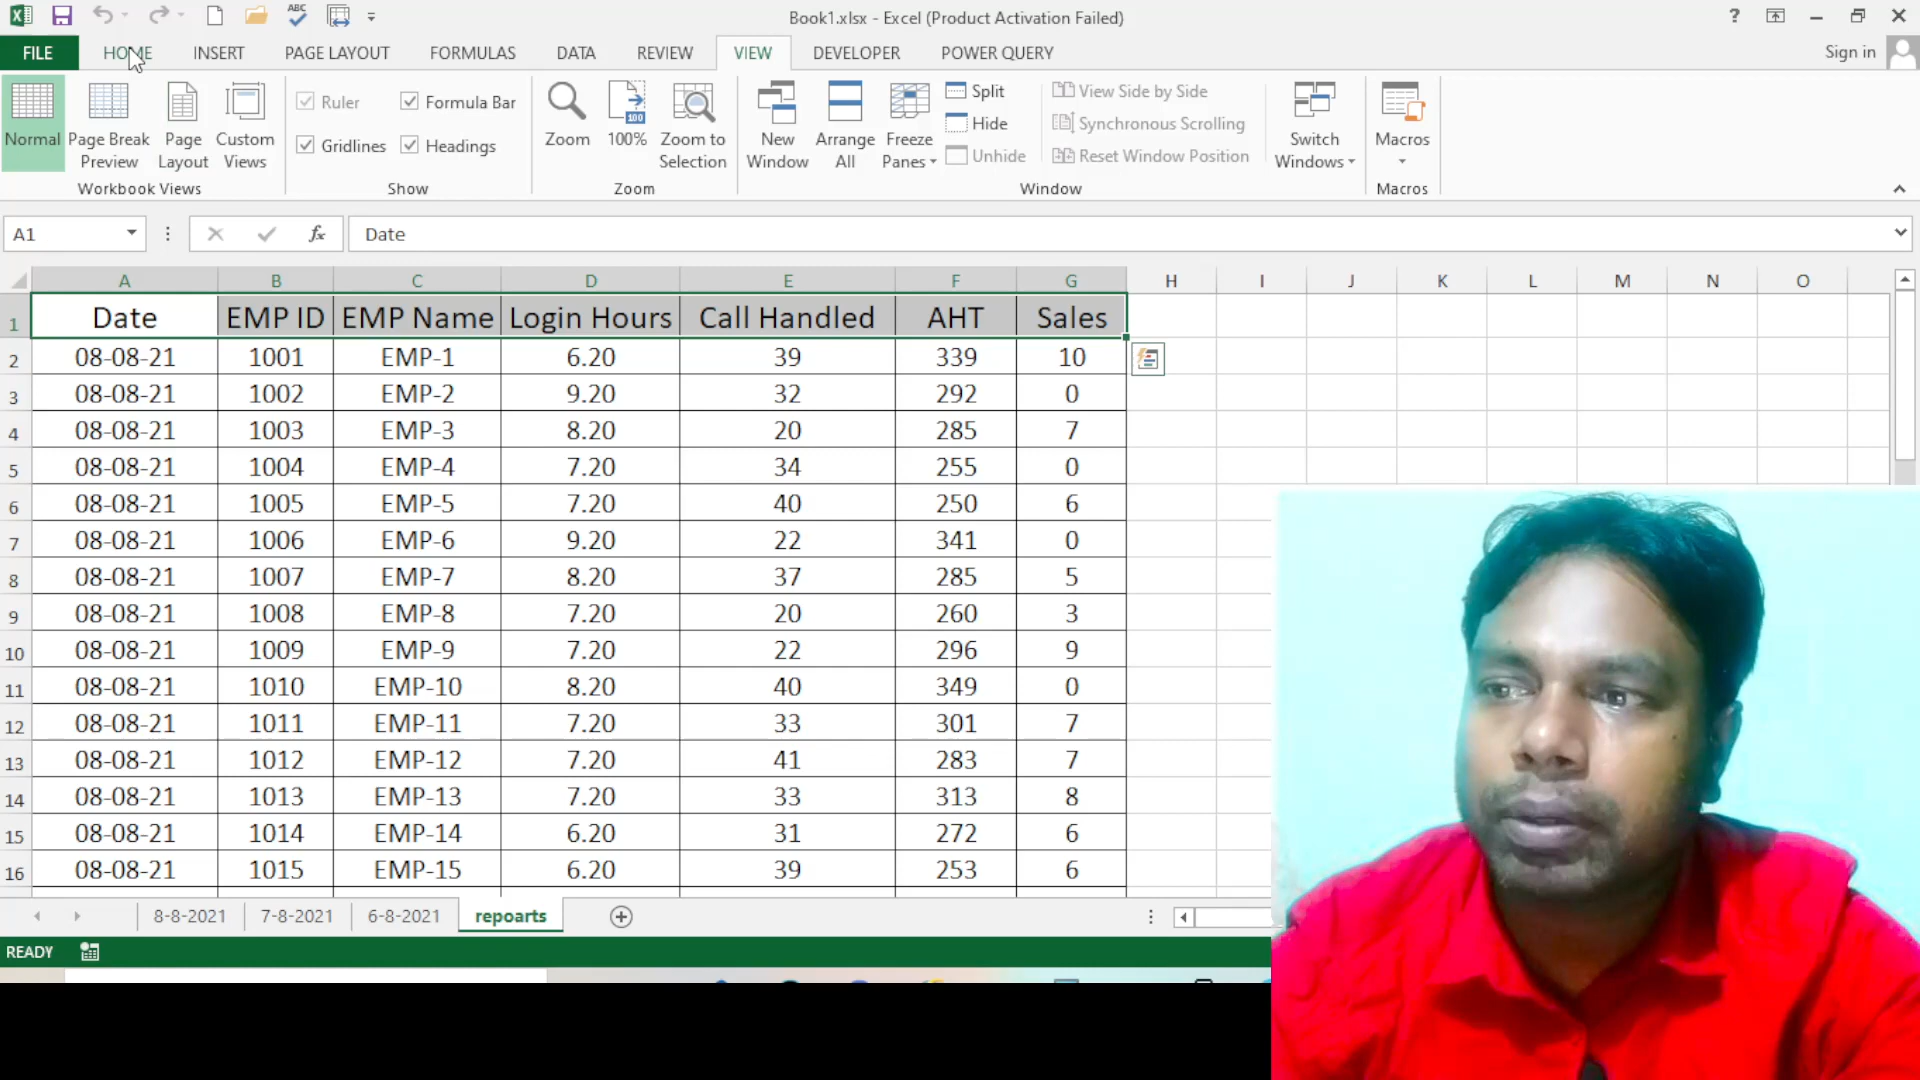 ABC
Book1.xlsx - Excel (Product Activation Failed)
?
FILE HOME INSERT PAGE LAYOUT FORMULAS DATA REVIEW VIEW DEVELOPER POWER QUERY Sign in
Normal Page Break Preview Page Layout Custom Views
Workbook Views
Ruler Formula Bar
Gridlines Headings
Show
Zoom 100% Zoom to Selection
100
Zoom
New Window Arrange All Freeze Panes
Split View Side by Side
Hide Synchronous Scrolling
Unhide Reset Window Position
Switch Windows
Window
Macros
Macros
A1 fx Date
A B C D E F G H I J K L M N O
1 Date EMP ID EMP Name Login Hours Call Handled AHT Sales
2 08-08-21 1001 EMP-1 6.20 39 339 10
3 08-08-21 1002 EMP-2 9.20 32 292 0
4 08-08-21 1003 EMP-3 8.20 20 285 7
5 08-08-21 1004 EMP-4 7.20 34 255 0
6 08-08-21 1005 EMP-5 7.20 40 250 6
7 08-08-21 1006 EMP-6 9.20 22 341 0
8 08-08-21 1007 EMP-7 8.20 37 285 5
9 08-08-21 1008 EMP-8 7.20 20 260 3
10 08-08-21 1009 EMP-9 7.20 22 296 9
11 08-08-21 1010 EMP-10 8.20 40 349 0
12 08-08-21 1011 EMP-11 7.20 33 301 7
13 08-08-21 1012 EMP-12 7.20 41 283 7
14 08-08-21 1013 EMP-13 7.20 33 313 8
15 08-08-21 1014 EMP-14 6.20 31 272 6
16 08-08-21 1015 EMP-15 6.20 39 253 6
8-8-2021 7-8-2021 6-8-2021 repoarts
READY